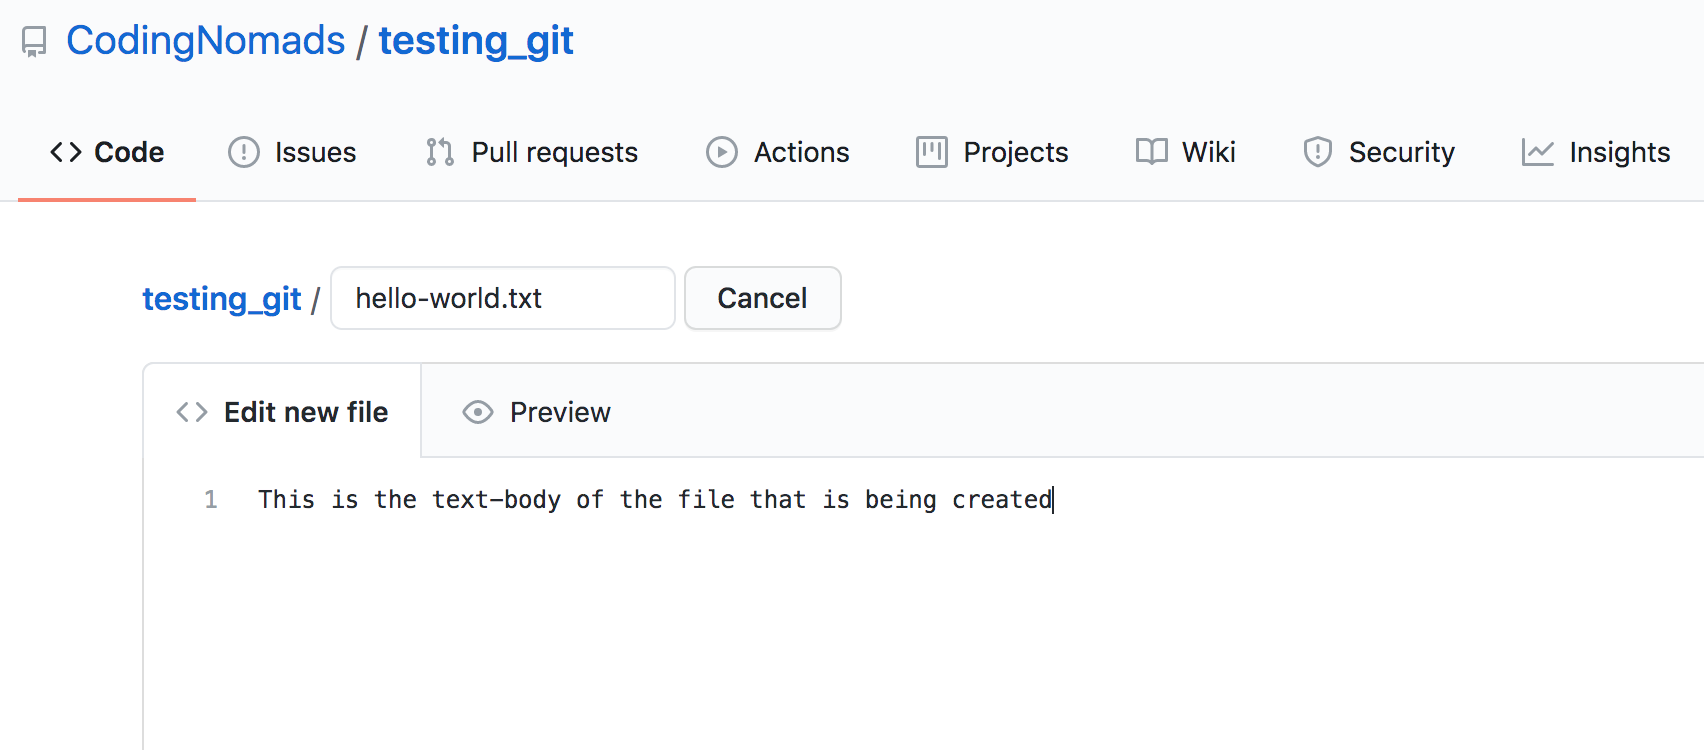 CodingNomads / testing_git
Code Issues Pull requests Actions Projects Wiki Security Insights
testing_git / hello-world.txt Cancel
Edit new file Preview
1 This is the text-body of the file that is being created